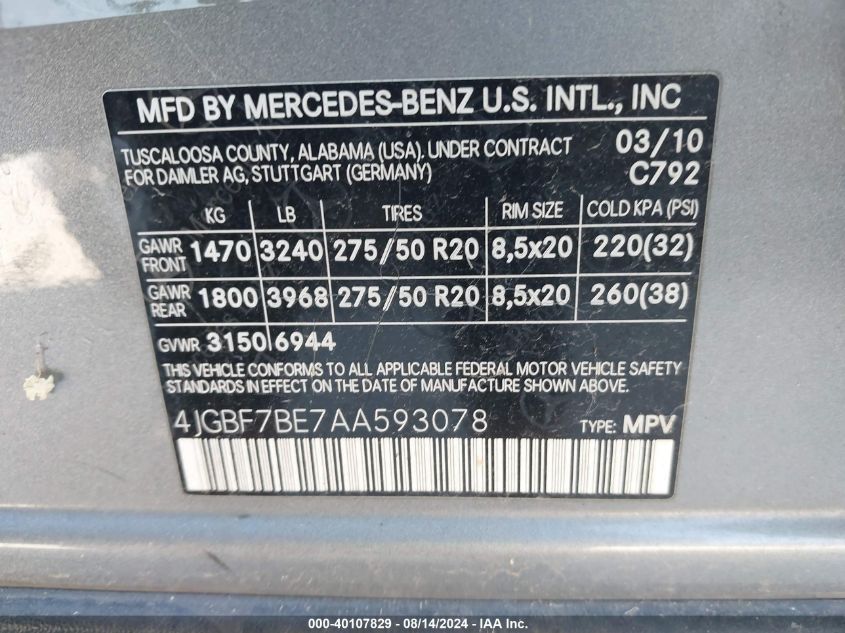 MFD BY MERCEDES-BENZ U.S. INTL., INC
TUSCALOOSA COUNTY, ALABAMA (USA). UNDER CONTRACT 03/10
FOR DAIMLER AG, STUTTGART (GERMANY) C792
KG LB TIRES RIM SIZE COLD KPA (PSI)
GAWR FRONT 1470 3240 275/50 R20 8,5x20 220(32)
GAWR REAR 1800 3968 275/50 R20 8,5x20 260(38)
GVWR 3150 6944
THIS VEHICLE CONFORMS TO ALL APPLICABLE FEDERAL MOTOR VEHICLE SAFETY
STANDARDS IN EFFECT ON THE DATE OF MANUFACTURE SHOWN ABOVE.
4JGBF7BE7AA593078 TYPE: MPV
000-40107829 - 08/14/2024 - IAA Inc.